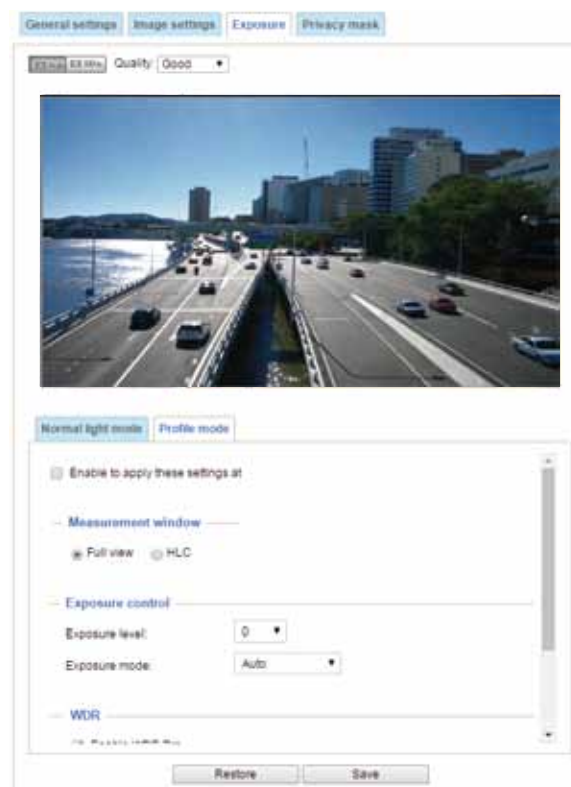 General settings Image settings Exposure Privacy mask
Quality: Good
Normal light mode Profile mode
Enable to apply these settings at
Measurement window
Full view HLC
Exposure control
Exposure level: 0
Exposure mode: Auto
WDR
Restore Save